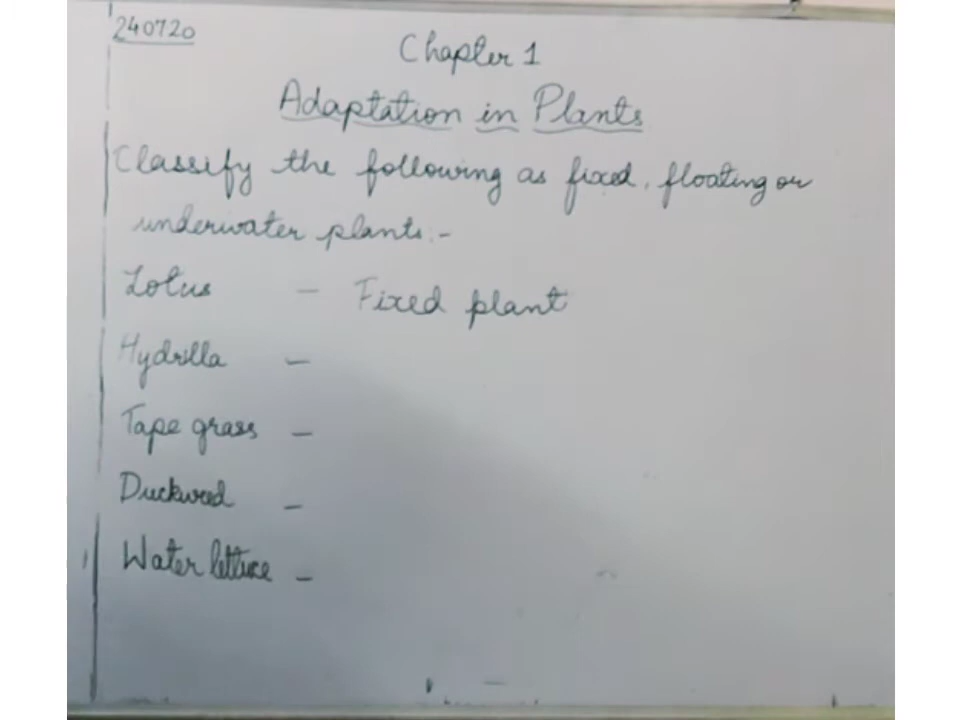 240720
Chapter 1
Adaptation in Plants
Classify the following as fixed, floating or
underwater plants:-
Lotus - Fixed plant
Hydrilla -
Tape grass -
Duckweed -
Water lettuce -